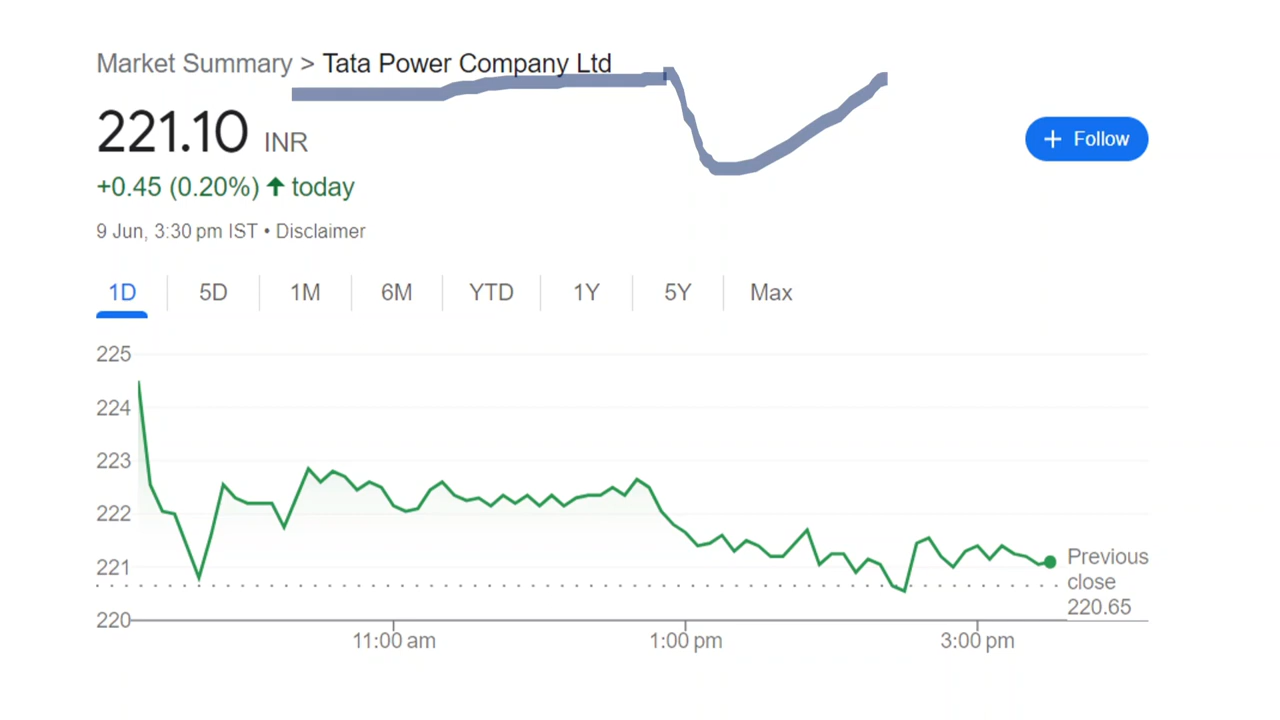 Market Summary > Tata Power Company Ltd
221.10 INR
+0.45 (0.20%) ↑ today
9 Jun, 3:30 pm IST • Disclaimer
+ Follow
1D 5D 1M 6M YTD 1Y 5Y Max
225
224
223
222
221
220
Previous
close
220.65
11:00 am 1:00 pm 3:00 pm